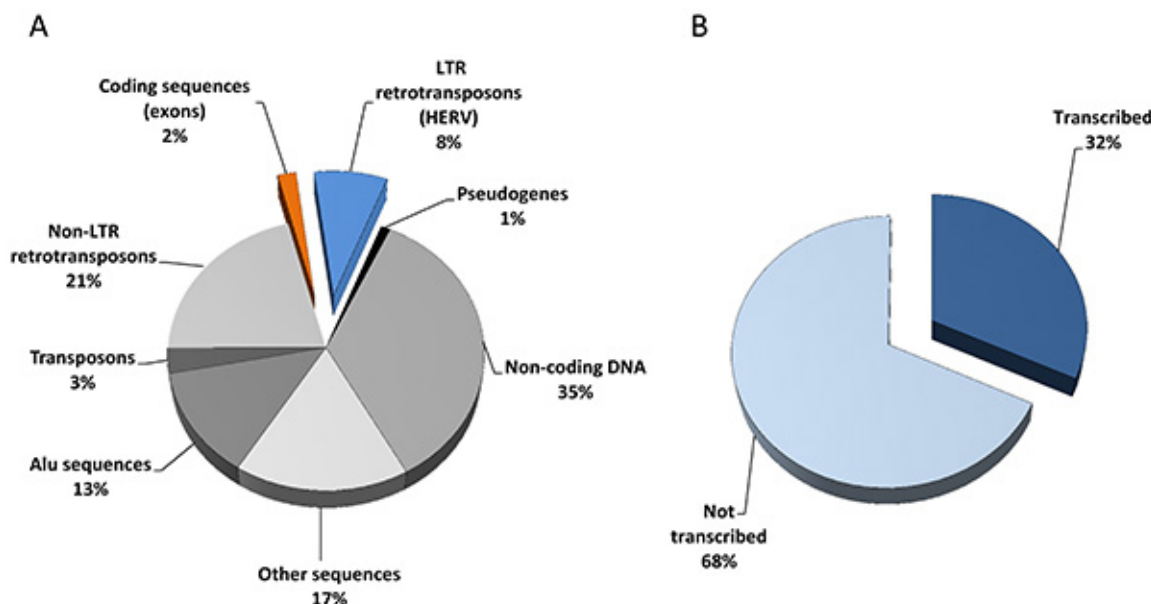 A
Coding sequences
(exons)
2%
LTR
retrotransposons
(HERV)
8%
Pseudogenes
1%
Non-LTR
retrotransposons
21%
Transposons
3%
Non-coding DNA
35%
Alu sequences
13%
Other sequences
17%
B
Transcribed
32%
Not
transcribed
68%